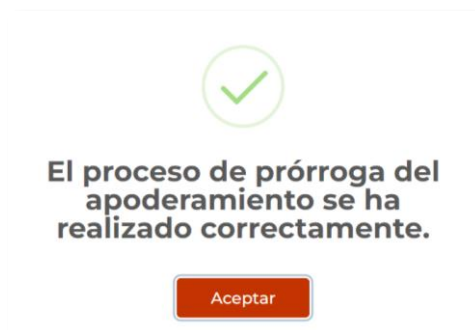 El proceso de prórroga del
apoderamiento se ha
realizado correctamente.
Aceptar